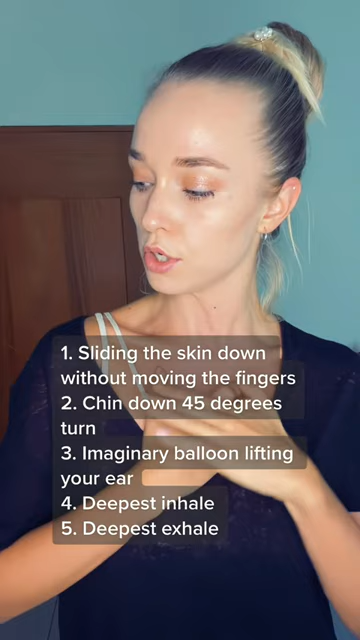 1. Sliding the skin down
without moving the fingers
2. Chin down 45 degrees
turn
3. Imaginary balloon lifting
your ear
4. Deepest inhale
5. Deepest exhale